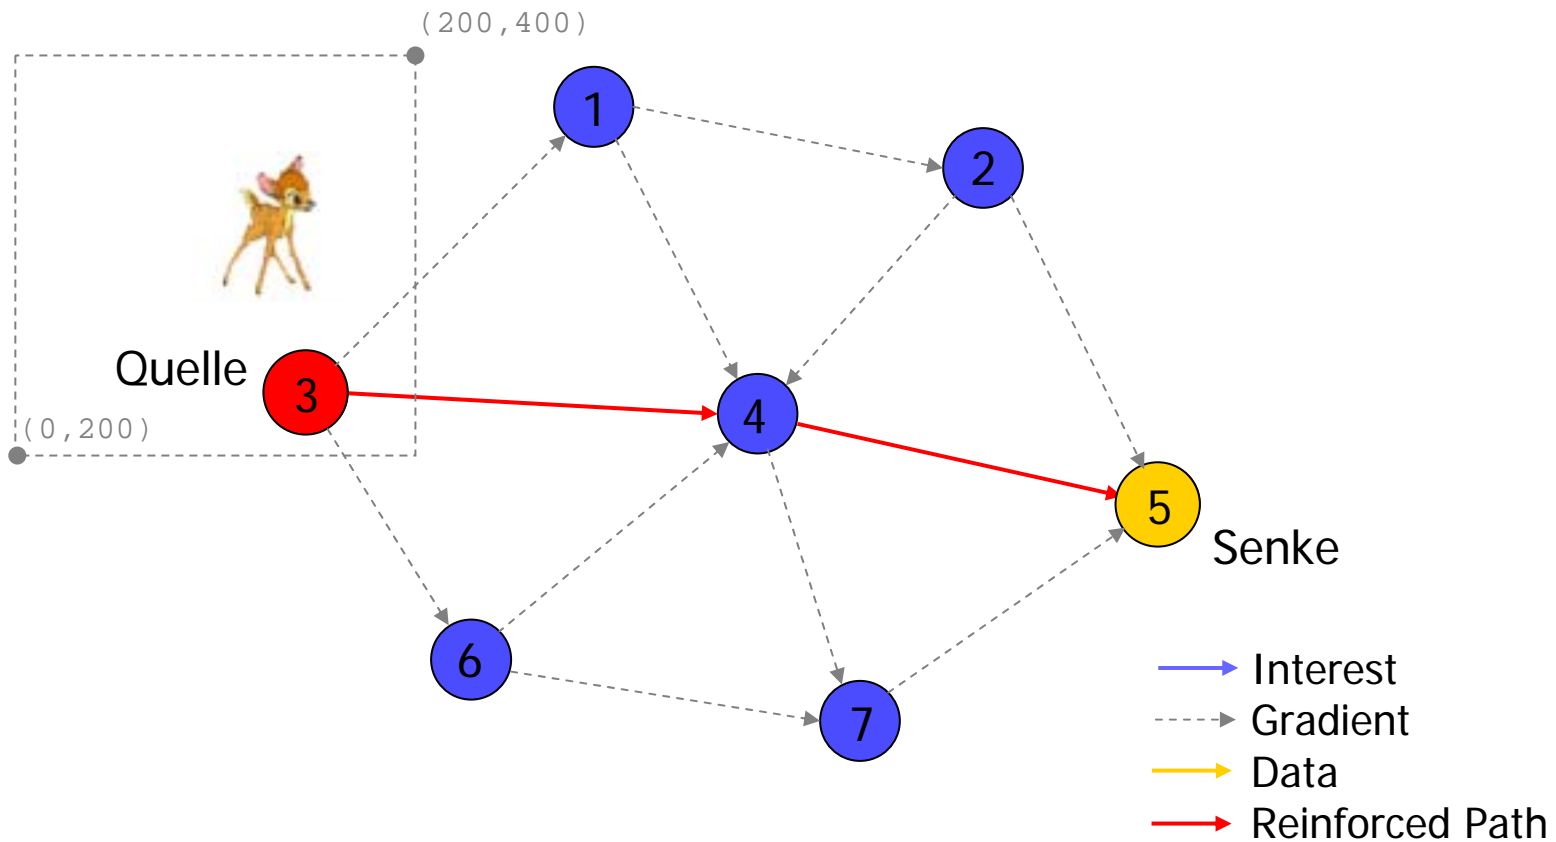 (200,400)
1
2
Quelle
3
4
(0,200)
5
Senke
6
7
Interest
Gradient
Data
Reinforced Path